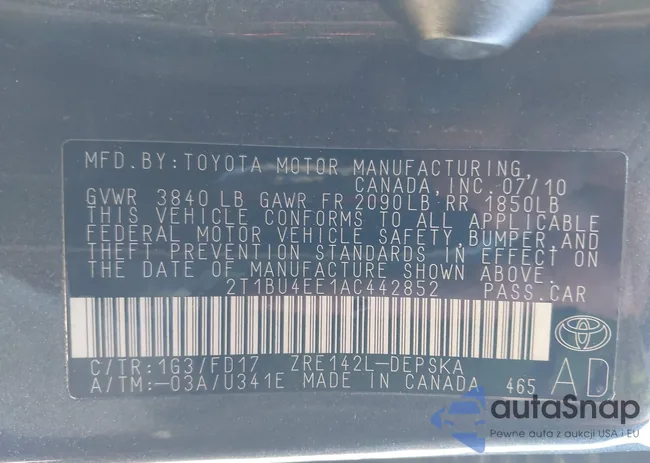 MFD.BY:TOYOTA MOTOR MANUFACTURING,
CANADA,INC.07/10
GVWR 3840LB GAWR FR 2090LB,RR 1850LB
THIS VEHICLE CONFORMS TO ALL APPLICABLE
FEDERAL MOTOR VEHICLE SAFETY,BUMPER,AND
THEFT PREVENTION STANDARDS IN EFFECT ON
THE DATE OF MANUFACTURE SHOWN ABOVE.
2T1BU4EE1AC442852 PASS.CAR
C/TR:1G3/FD17 ZRE142L-DEPSKA
A/TM:-03A/U341E MADE IN CANADA 465
AD
autaSnap
Pewne auta z aukcji USA i EU